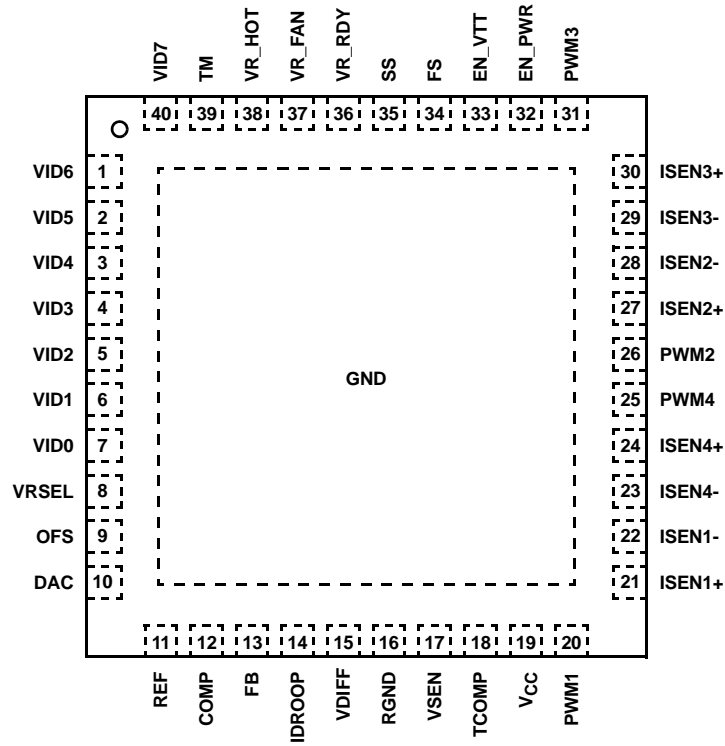 VID7
TM
VR_HOT
VR_FAN
VR_RDY
SS
FS
EN_VTT
EN_PWR
PWM3
40
39
38
37
36
35
34
33
32
31
VID6 1
VID5 2
VID4 3
VID3 4
VID2 5
VID1 6
VID0 7
VRSEL 8
OFS 9
DAC 10
GND
30 ISEN3+
29 ISEN3-
28 ISEN2-
27 ISEN2+
26 PWM2
25 PWM4
24 ISEN4+
23 ISEN4-
22 ISEN1-
21 ISEN1+
11
12
13
14
15
16
17
18
19
20
REF
COMP
FB
IDROOP
VDIFF
RGND
VSEN
TCOMP
VCC
PWM1